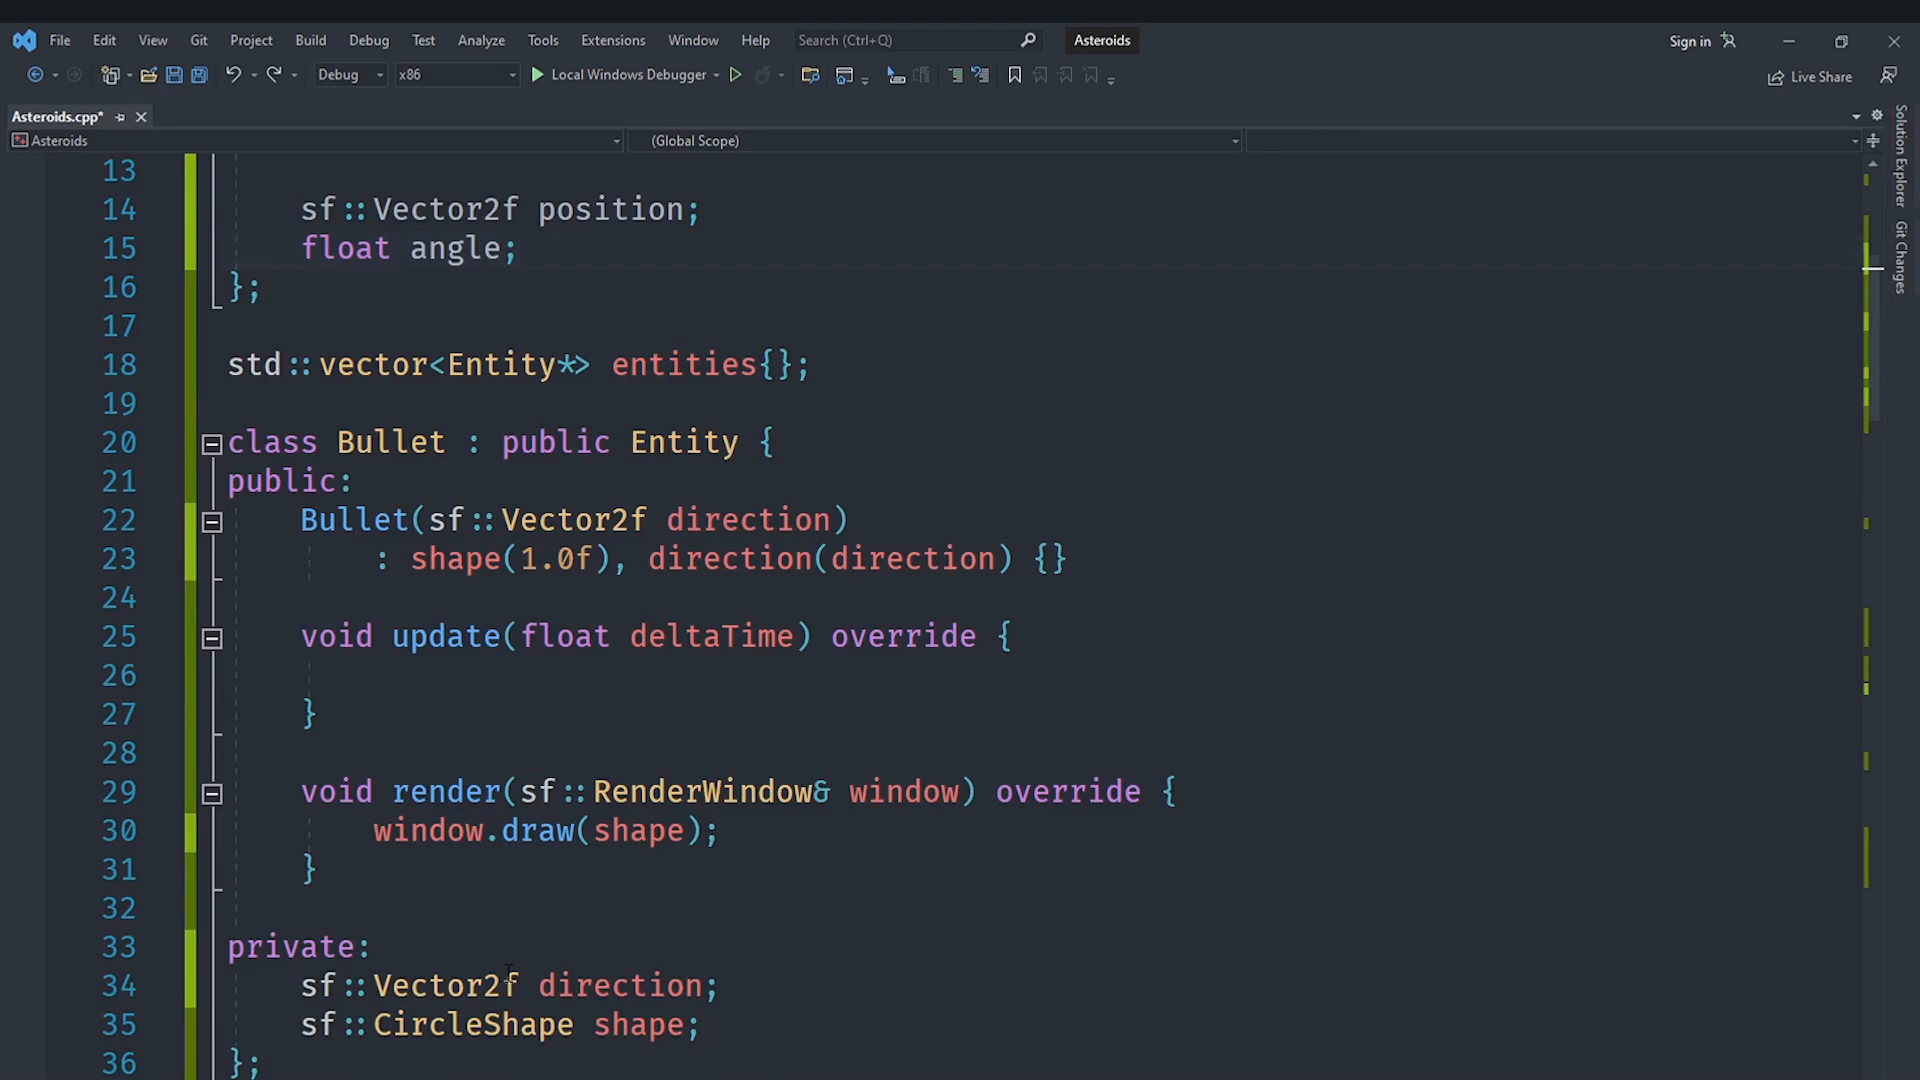 File Edit View Git Project Build Debug Test Analyze Tools Extensions Window Help Search (Ctrl+Q) Asteroids Sign in
Debug x86 Local Windows Debugger Live Share
Asteroids.cpp*
Asteroids (Global Scope)
Solution Explorer
Git Changes
13
14 sf::Vector2f position;
15 float angle;
16 };
17
18 std::vector<Entity*> entities{};
19
20 class Bullet : public Entity {
21 public:
22 Bullet(sf::Vector2f direction)
23 : shape(1.0f), direction(direction) {}
24
25 void update(float deltaTime) override {
26
27 }
28
29 void render(sf::RenderWindow& window) override {
30 window.draw(shape);
31 }
32
33 private:
34 sf::Vector2f direction;
35 sf::CircleShape shape;
36 };